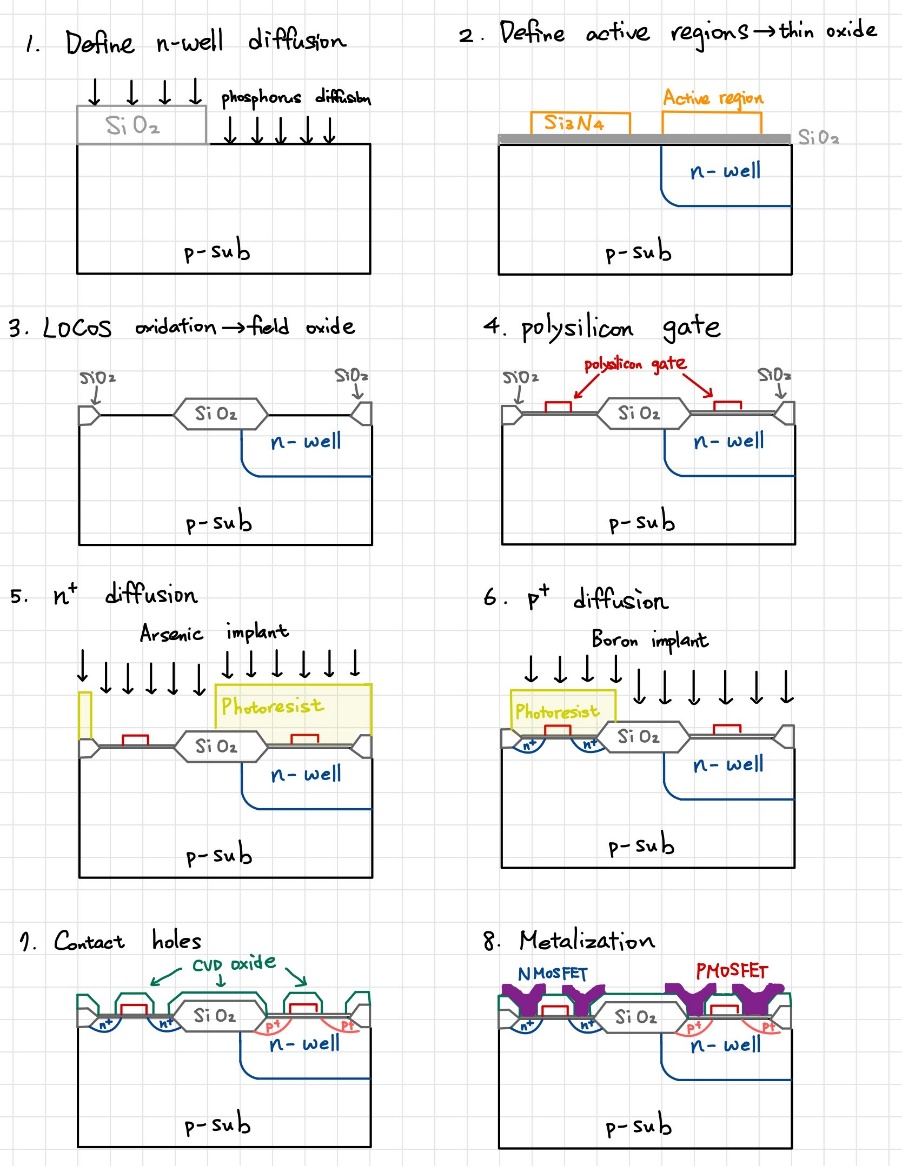 1. Define n-well diffusion
phosphorus diffusion
SiO2
p-sub
2. Define active regions→thin oxide
Active region
Si3N4
SiO2
n-well
p-sub
3. LOCOS oxidation→field oxide
SiO2
SiO2
SiO2
n-well
p-sub
4. polysilicon gate
polysilicon gate
SiO2
SiO2
SiO2
n-well
p-sub
5. n+ diffusion
Arsenic implant
Photoresist
SiO2
n-well
p-sub
6. p+ diffusion
Boron implant
Photoresist
n+
n+
SiO2
n-well
p-sub
7. Contact holes
CVD oxide
n+
n+
SiO2
p+
p+
n-well
p-sub
8. Metalization
NMOSFET
PMOSFET
n+
n+
SiO2
p+
p+
n-well
p-sub